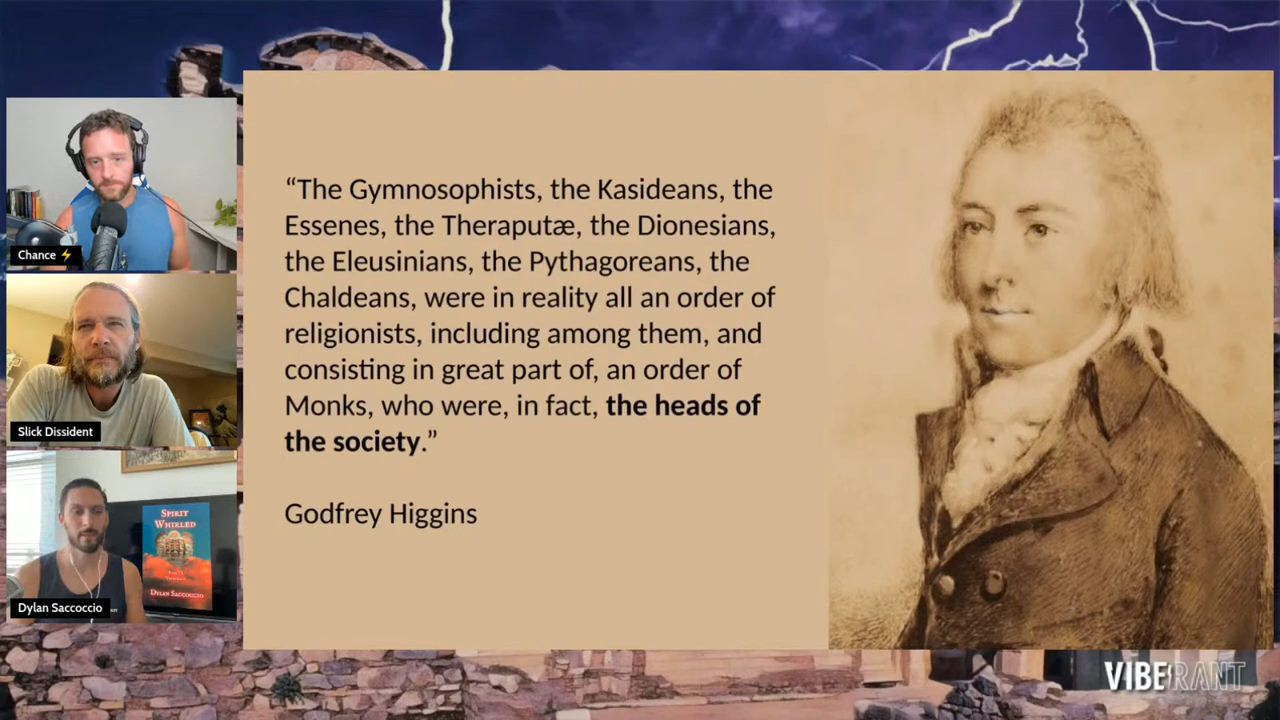 Chance⚡
Slick Dissident
SPIRIT
WHIRLED
DYLAN SACCOCCIO
Dylan Saccoccio
“The Gymnosophists, the Kasideans, the
Essenes, the Theraputæ, the Dionesians,
the Eleusinians, the Pythagoreans, the
Chaldeans, were in reality all an order of
religionists, including among them, and
consisting in great part of, an order of
Monks, who were, in fact, the heads of
the society.”
Godfrey Higgins
VIBERANT